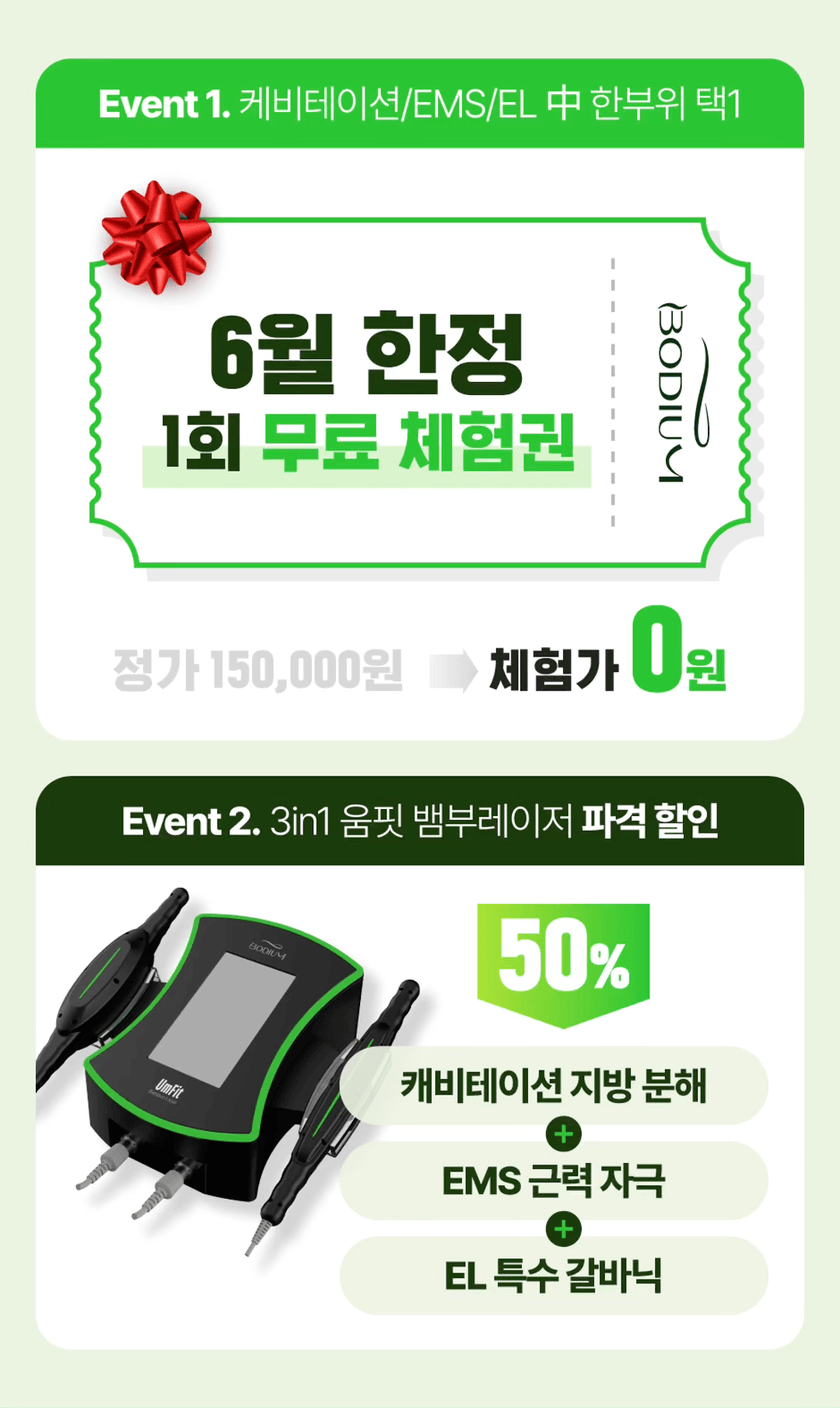 Event 1. 케비테이션/EMS/EL 中 한부위 택1
6월 한정
1회 무료 체험권
BODIUM
정가 150,000원
체험가 0원
Event 2. 3in1 움핏 뱀부레이저 파격 할인
BODIUM
UmFit
50%
캐비테이션 지방 분해
+
EMS 근력 자극
+
EL 특수 갈바닉